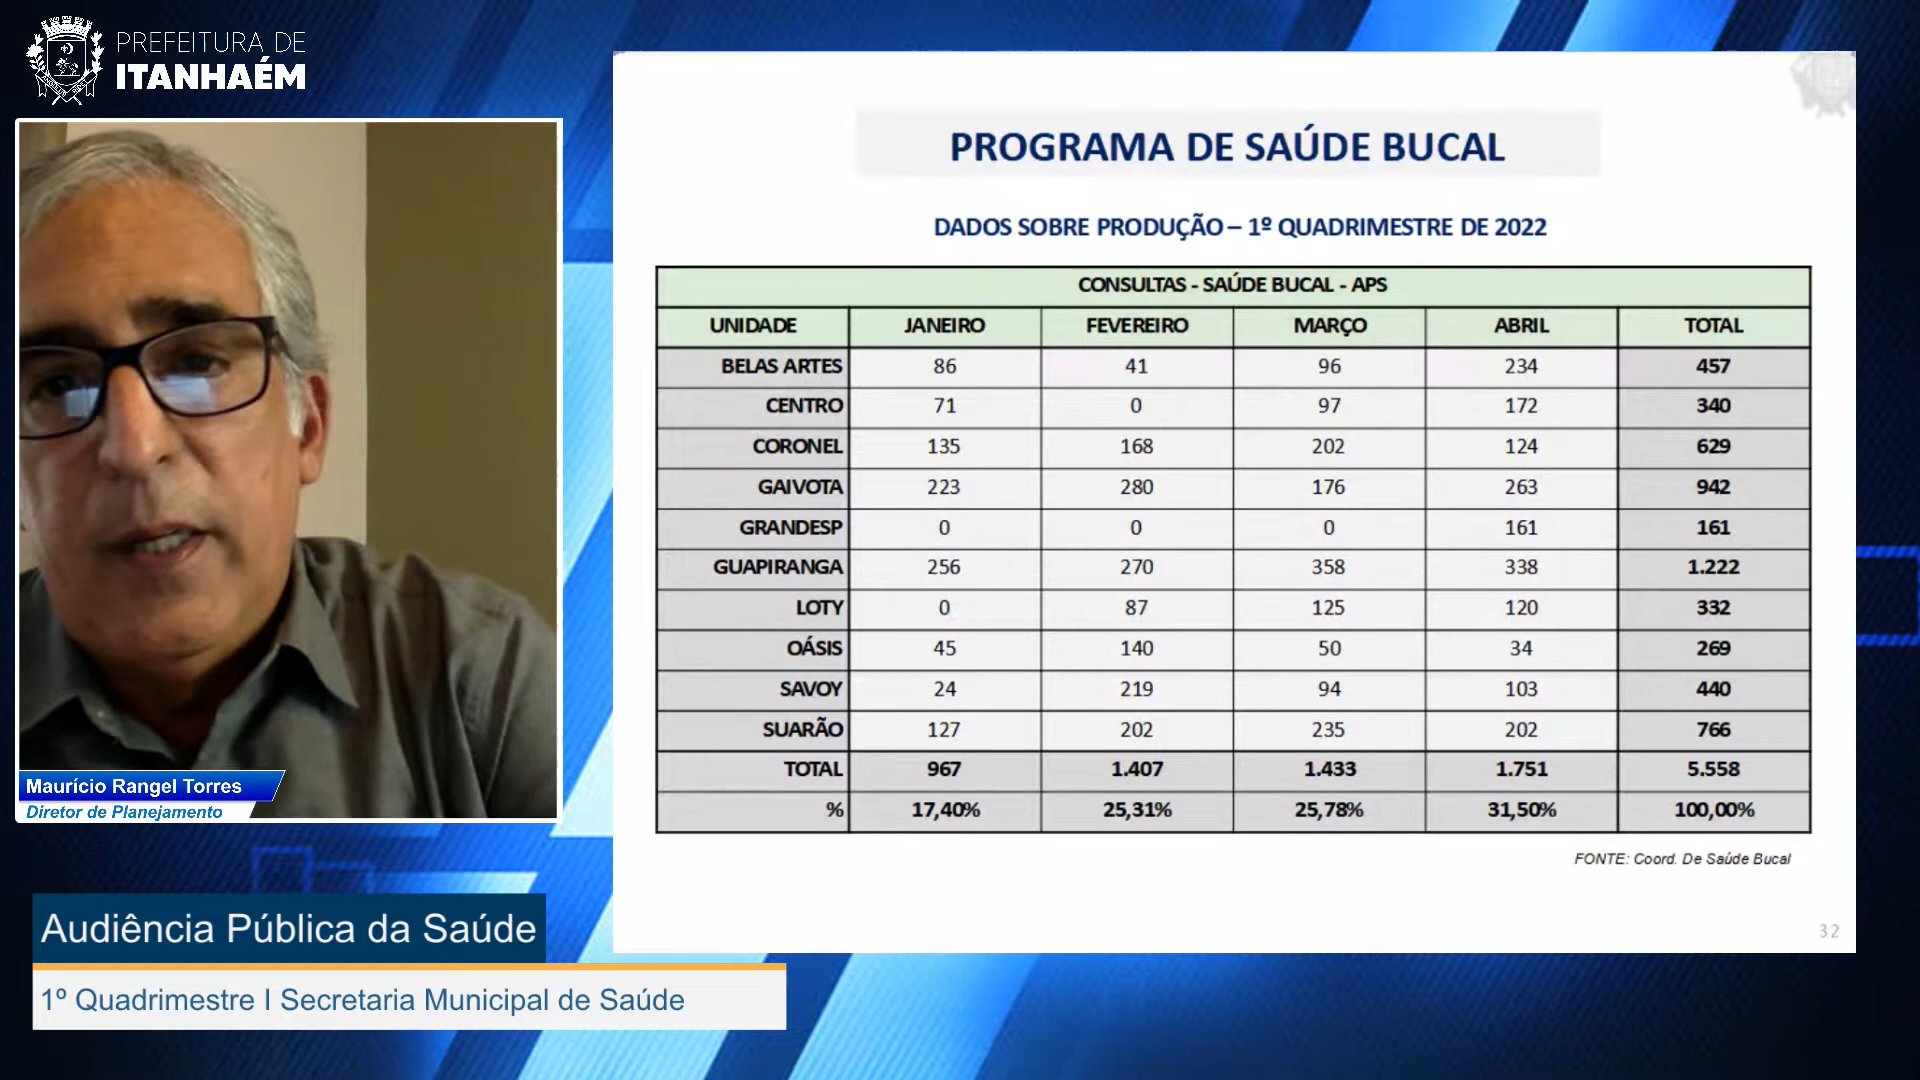 PREFEITURA DE
ITANHAÉM
Maurício Rangel Torres
Diretor de Planejamento
Audiência Pública da Saúde
1º Quadrimestre I Secretaria Municipal de Saúde
PROGRAMA DE SAÚDE BUCAL
DADOS SOBRE PRODUÇÃO – 1º QUADRIMESTRE DE 2022
CONSULTAS - SAÚDE BUCAL - APS
UNIDADE JANEIRO FEVEREIRO MARÇO ABRIL TOTAL
BELAS ARTES 86 41 96 234 457
CENTRO 71 0 97 172 340
CORONEL 135 168 202 124 629
GAIVOTA 223 280 176 263 942
GRANDESP 0 0 0 161 161
GUAPIRANGA 256 270 358 338 1.222
LOTY 0 87 125 120 332
OÁSIS 45 140 50 34 269
SAVOY 24 219 94 103 440
SUARÃO 127 202 235 202 766
TOTAL 967 1.407 1.433 1.751 5.558
% 17,40% 25,31% 25,78% 31,50% 100,00%
FONTE: Coord. De Saúde Bucal
32